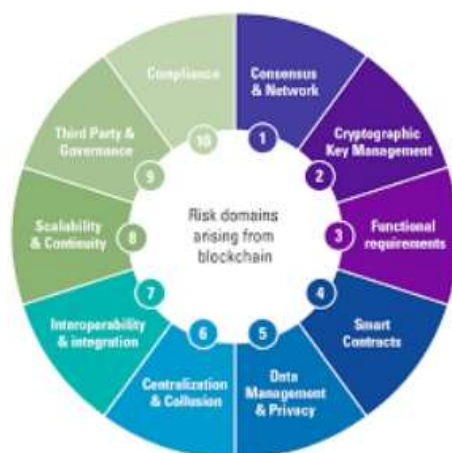 Risk domains
arising from
blockchain
1
Consensus
& Network
2
Cryptographic
Key Management
3
Functional
requirements
4
Smart
Contracts
5
Data
Management
& Privacy
6
Centralization
& Collusion
7
Interoperability
& integration
8
Scalability
& Continuity
9
Third Party &
Governance
10
Compliance